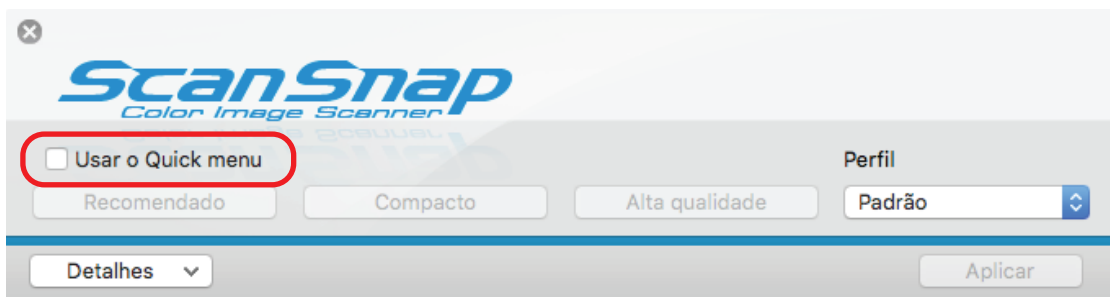 ScanSnap
Color Image Scanner
Usar o Quick menu
Perfil
Recomendado
Compacto
Alta qualidade
Padrão
Detalhes
Aplicar